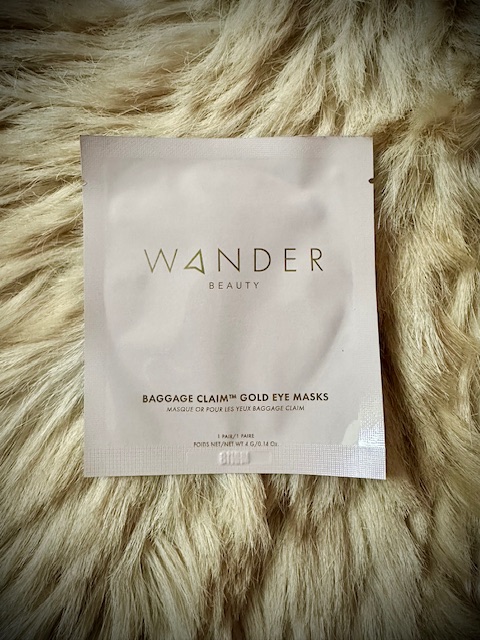 WANDER
BEAUTY
BAGGAGE CLAIM™ GOLD EYE MASKS
MASQUE OR POUR LES YEUX BAGGAGE CLAIM
1 PAIR/1 PAIRE
POITIS NET/NET WT 4 G/0.14 Oz.